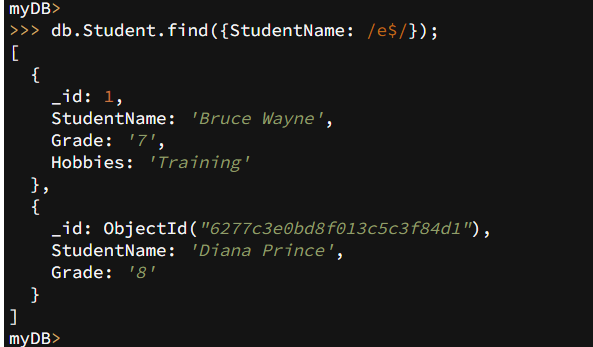 myDB>
>>> db.Student.find({StudentName: /e$/});
[
  {
    _id: 1,
    StudentName: 'Bruce Wayne',
    Grade: '7',
    Hobbies: 'Training'
  },
  {
    _id: ObjectId("6277c3e0bd8f013c5c3f84d1"),
    StudentName: 'Diana Prince',
    Grade: '8'
  }
]
myDB>